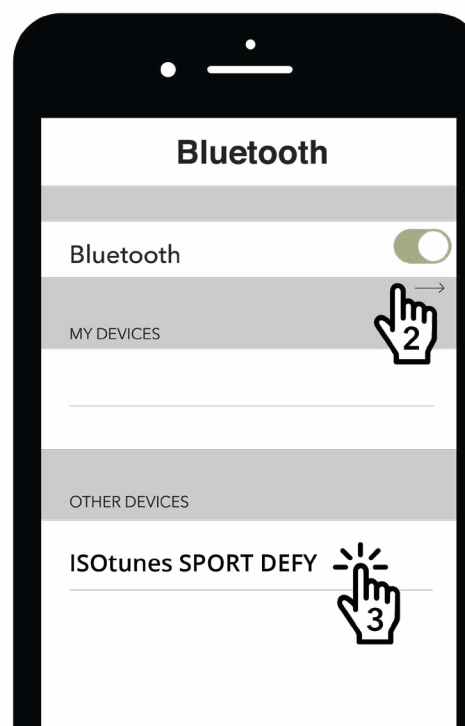 Bluetooth
Bluetooth
2
MY DEVICES
OTHER DEVICES
ISOtunes SPORT DEFY
3